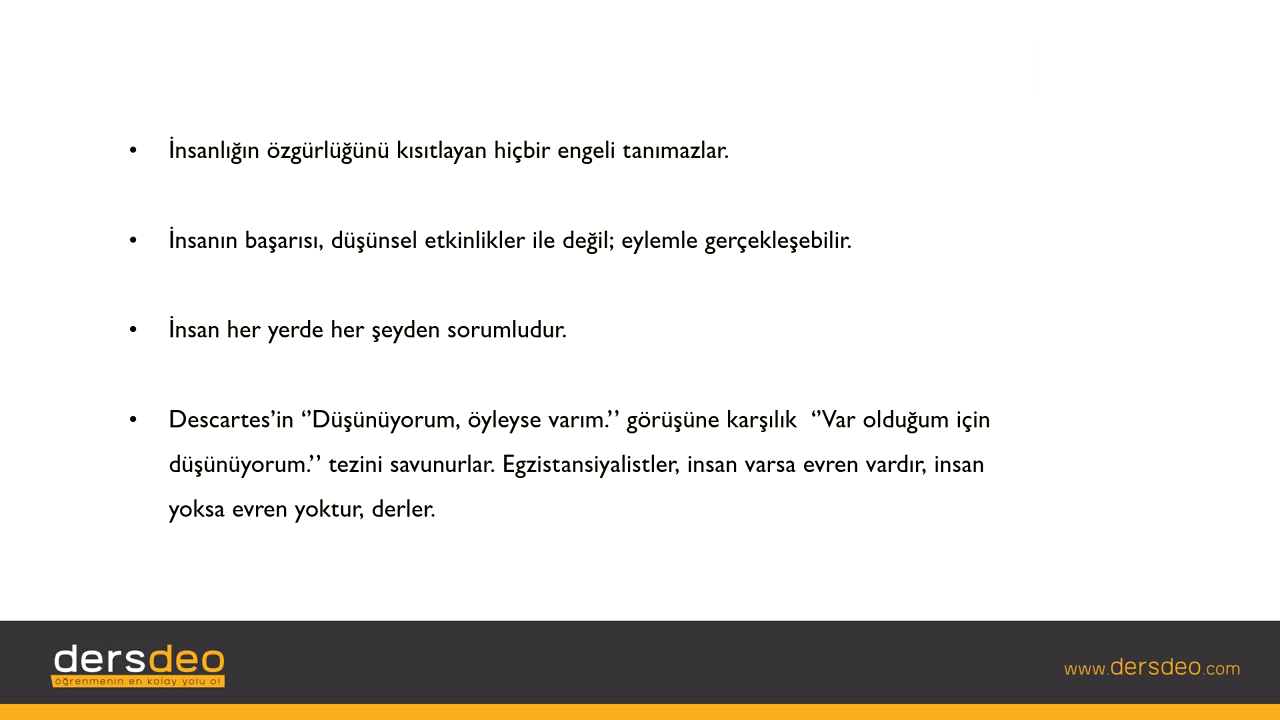 • İnsanlığın özgürlüğünü kısıtlayan hiçbir engeli tanımazlar.
• İnsanın başarısı, düşünsel etkinlikler ile değil; eylemle gerçekleşebilir.
• İnsan her yerde her şeyden sorumludur.
• Descartes’in ‘’Düşünüyorum, öyleyse varım.’’ görüşüne karşılık ‘’Var olduğum için
düşünüyorum.’’ tezini savunurlar. Egzistansiyalistler, insan varsa evren vardır, insan
yoksa evren yoktur, derler.
dersdeo
öğrenmenin en kolay yolu o!
www.dersdeo.com